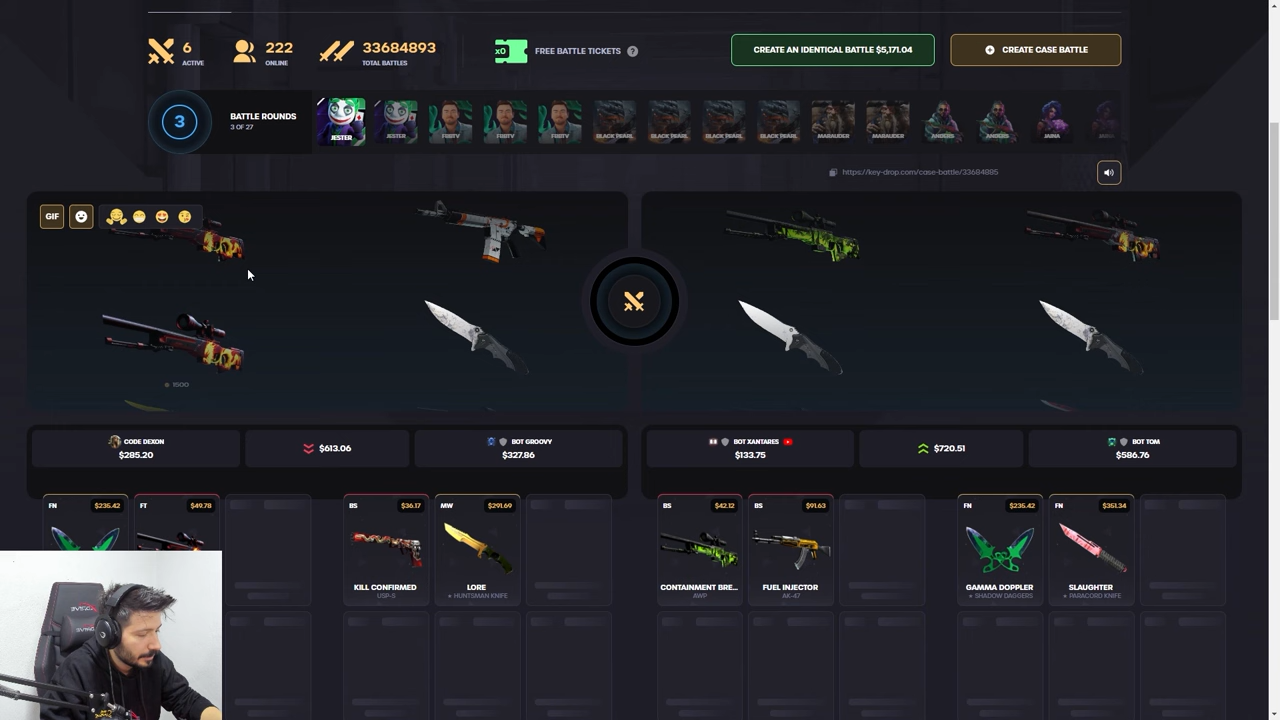 6
ACTIVE
222
ONLINE
33684893
TOTAL BATTLES
x0
FREE BATTLE TICKETS ?
CREATE AN IDENTICAL BATTLE $5,171.04
CREATE CASE BATTLE
3
BATTLE ROUNDS
3 OF 27
JESTER
JESTER
BLACK PEARL
BLACK PEARL
BLACK PEARL
BLACK PEARL
MARAUDER
MARAUDER
JAINA
https://key-drop.com/case-battle/33684885
GIF
1500
CODE DEXON
$285.20
$613.06
BOT GROOVY
$327.86
BOT XANTARES
$133.75
$720.51
BOT TOM
$586.76
FN $235.42
FT $49.78
BS $36.17
KILL CONFIRMED
USP-S
MW $291.69
LORE
★ HUNTSMAN KNIFE
BS $42.12
CONTAINMENT BRE...
AWP
BS $91.63
FUEL INJECTOR
AK-47
FN $235.42
GAMMA DOPPLER
★ SHADOW DAGGERS
FN $351.34
SLAUGHTER
★ PARACORD KNIFE